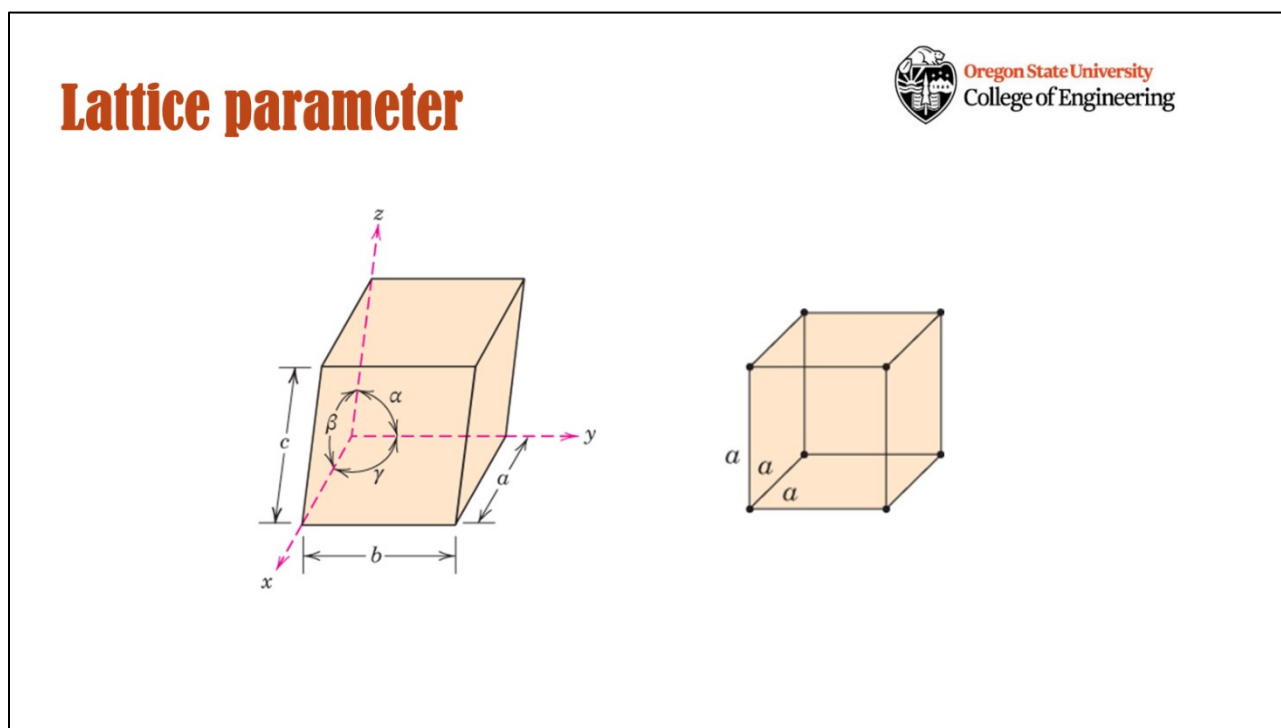 Lattice parameter
Oregon State University
College of Engineering
z
α
β
c
y
γ
a
b
x
a
a
a